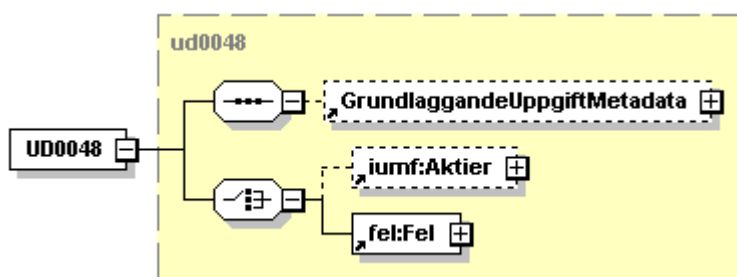 ud0048
GrundlaggandeUppgiftMetadata
UD0048
iumf:Aktier
fel:Fel